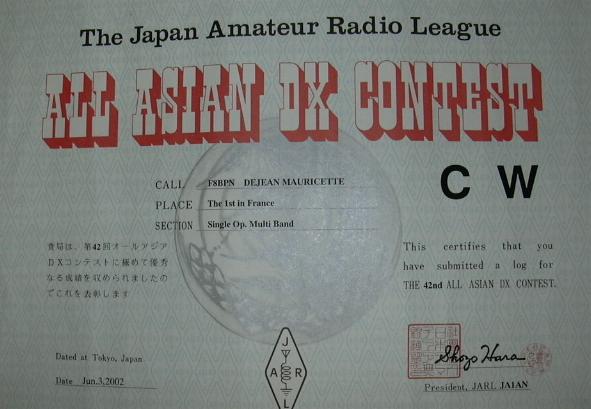 The Japan Amateur Radio League
ALL ASIAN DX CONTEST
CW
CALL F8BPN DEJEAN MAURICETTE
PLACE The 1st in France
SECTION Single Op. Multi Band
貴局は、第42回オールアジア
DXコンテストに極めて優秀
なる成績を収められましたの
でこれを表彰します
This certifies that you
have submitted a log for
THE 42nd ALL ASIAN DX CONTEST.
Dated at Tokyo, Japan
Date Jun.3,2002
J
A R
L
Shozo Hara
President, JARL JA1AN